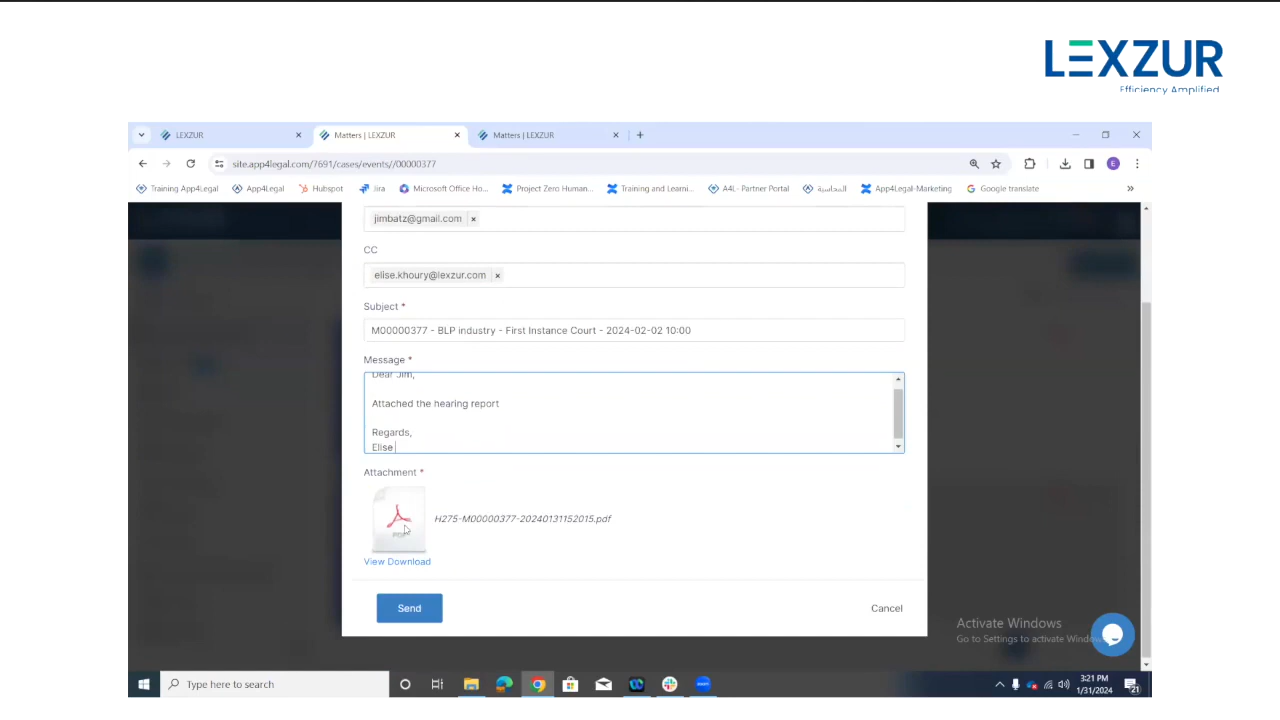 LEXZUR
Efficiency Amplified
LEXZUR
Matters | LEXZUR
Matters | LEXZUR
site.app4legal.com/7691/cases/events//00000377
E
Training App4Legal
App4Legal
Hubspot
Jira
Microsoft Office Ho...
Project Zero Human...
Training and Learni...
A4L- Partner Portal
المحاسبة
App4Legal-Marketing
Google translate
jimbatz@gmail.com
CC
elise.khoury@lexzur.com
Subject *
M00000377 - BLP industry - First Instance Court - 2024-02-02 10:00
Message *
Dear Jim,
Attached the hearing report
Regards,
Elise
Attachment *
PDF
H275-M00000377-20240131152015.pdf
View Download
Send
Cancel
Activate Windows
Go to Settings to activate Windows
Type here to search
3:21 PM
1/31/2024
21